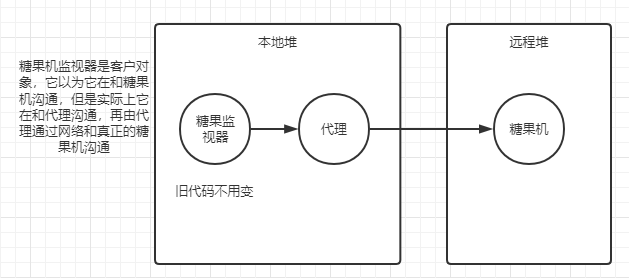 本地堆
远程堆
糖果机监视器是客户对
象，它以为它在和糖果
机沟通，但是实际上它
在和代理沟通，再由代
理通过网络和真正的糖
果机沟通
糖果监
视器
代理
糖果机
旧代码不用变